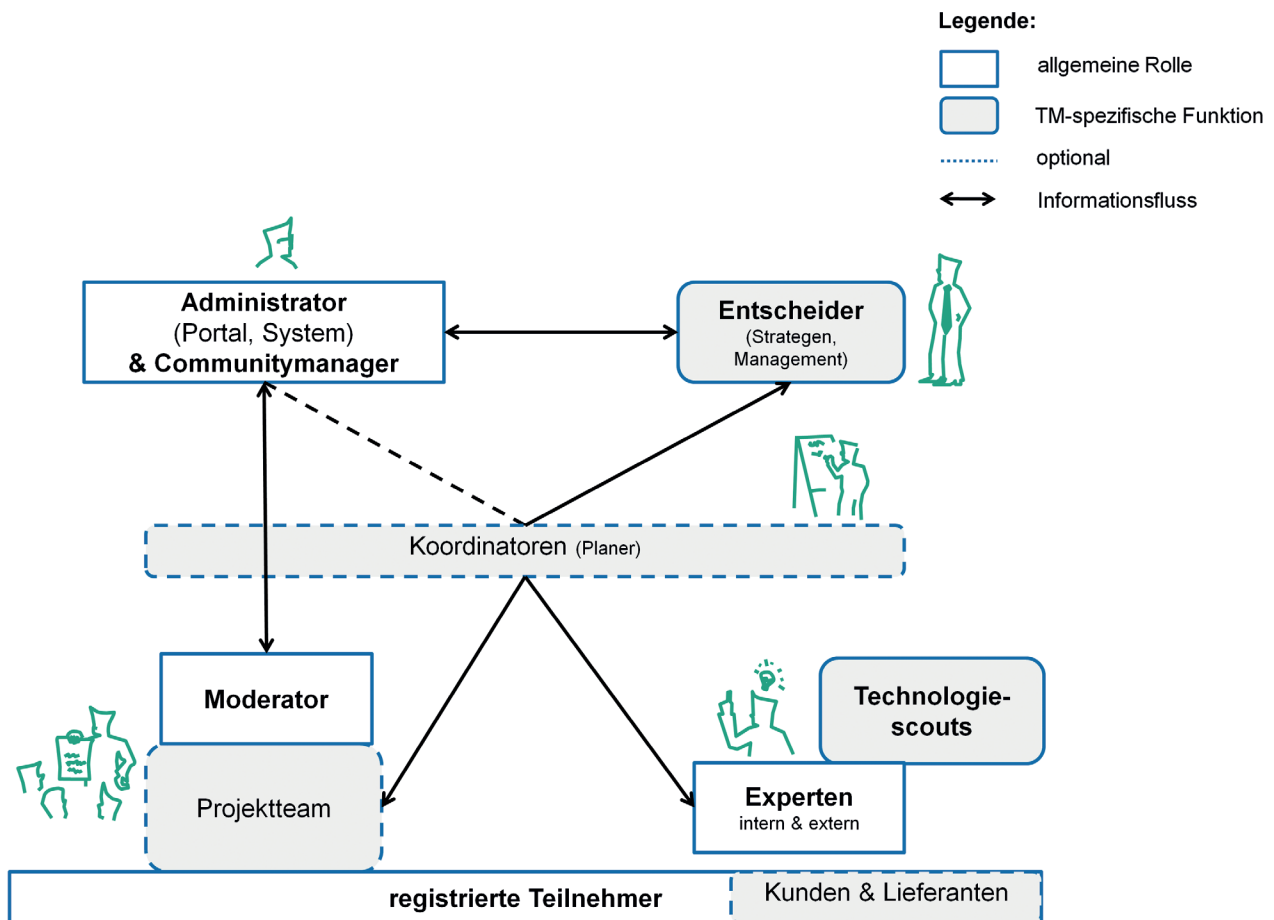 Legende:
allgemeine Rolle
TM-spezifische Funktion
optional
Informationsfluss
Administrator
(Portal, System)
& Communitymanager
Entscheider
(Strategen,
Management)
Koordinatoren (Planer)
Moderator
Technologie-
scouts
Projektteam
Experten
intern & extern
registrierte Teilnehmer
Kunden & Lieferanten